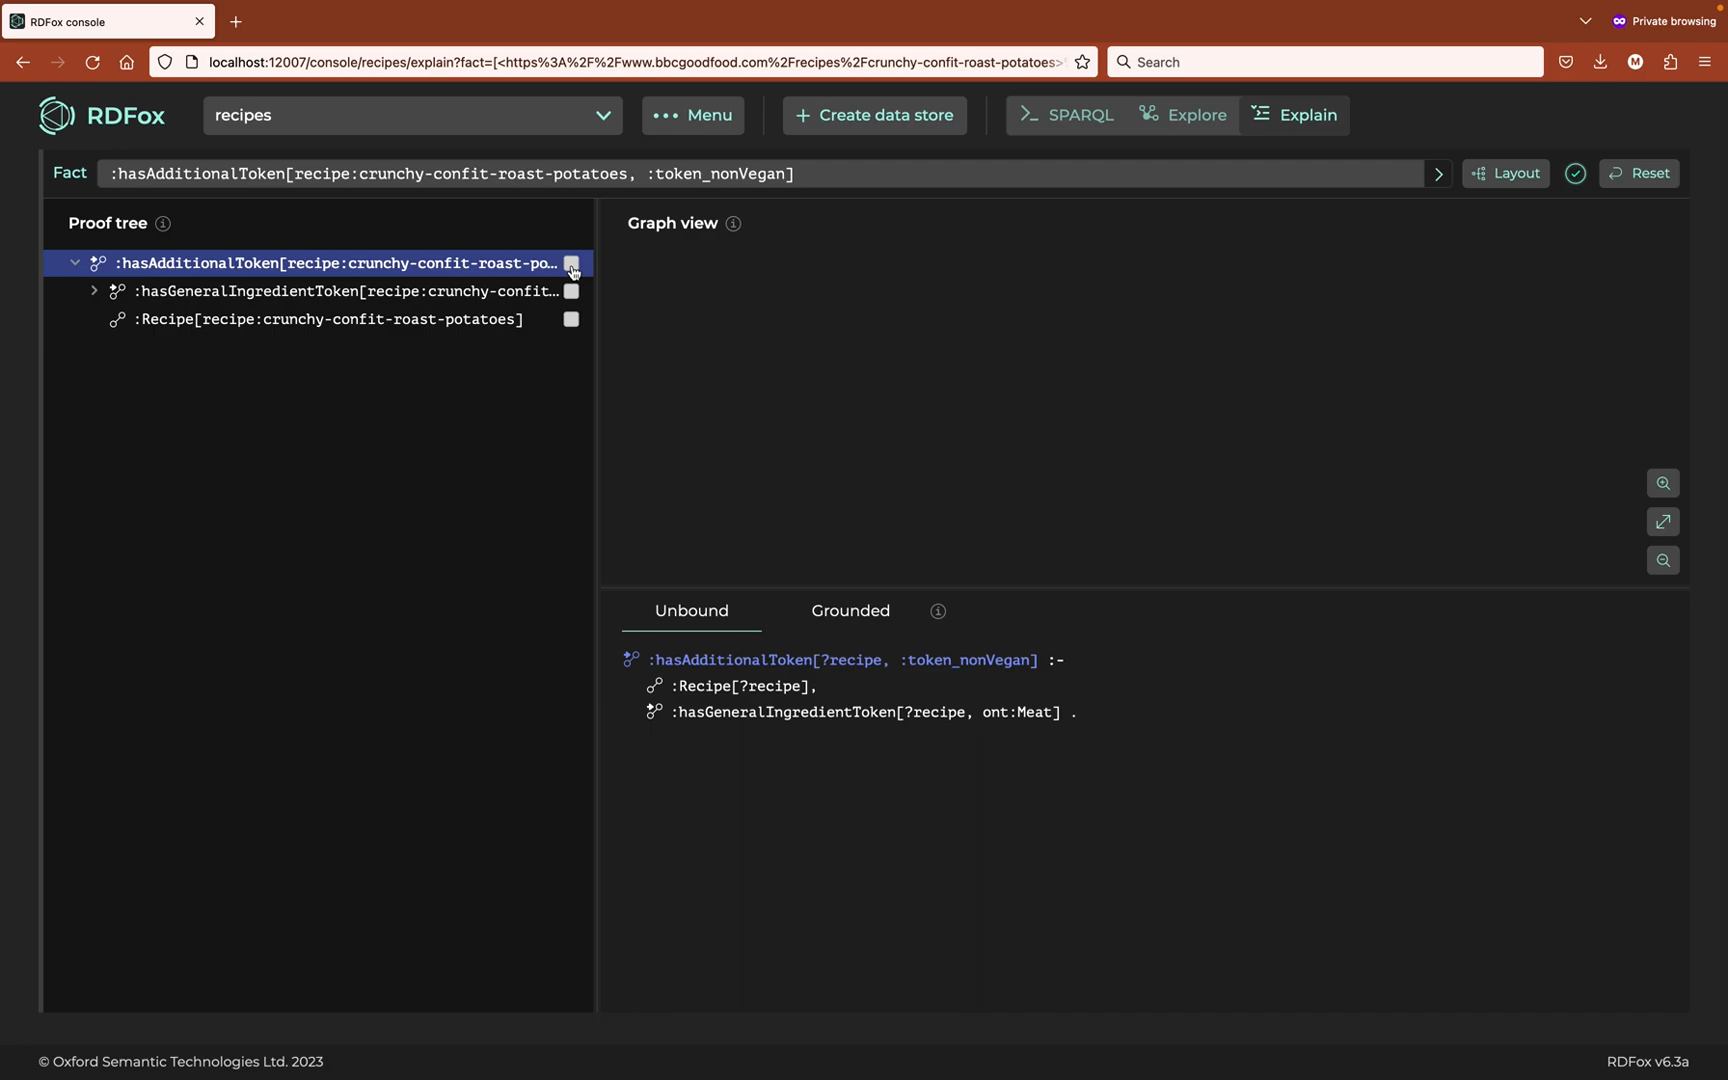 RDFox console
Private browsing
localhost:12007/console/recipes/explain?fact=[<https%3A%2F%2Fwww.bbcgoodfood.com%2Frecipes%2Fcrunchy-confit-roast-potatoes>
Search
M
RDFox
recipes
Menu
Create data store
SPARQL
Explore
Explain
Fact
:hasAdditionalToken[recipe:crunchy-confit-roast-potatoes, :token_nonVegan]
Layout
Reset
Proof tree
Graph view
:hasAdditionalToken[recipe:crunchy-confit-roast-po...
:hasGeneralIngredientToken[recipe:crunchy-confit...
:Recipe[recipe:crunchy-confit-roast-potatoes]
Unbound
Grounded
:hasAdditionalToken[?recipe, :token_nonVegan] :-
:Recipe[?recipe],
:hasGeneralIngredientToken[?recipe, ont:Meat] .
© Oxford Semantic Technologies Ltd. 2023
RDFox v6.3a